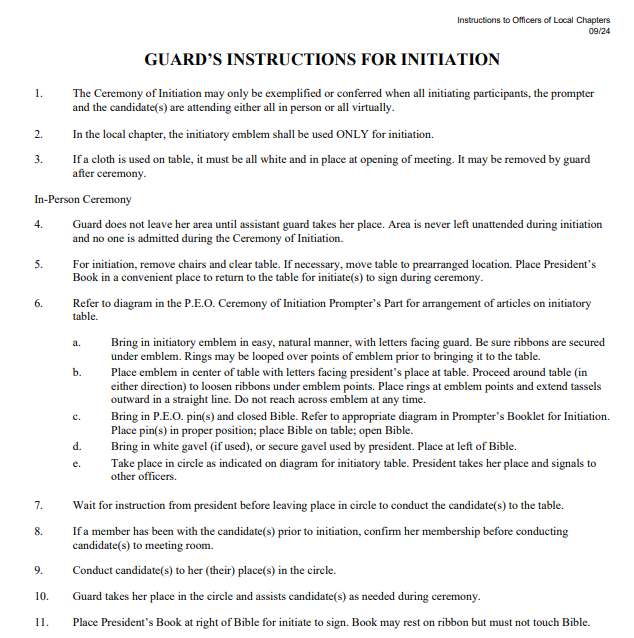 Instructions to Officers of Local Chapters
09/24
GUARD’S INSTRUCTIONS FOR INITIATION
1. The Ceremony of Initiation may only be exemplified or conferred when all initiating participants, the prompter
and the candidate(s) are attending either all in person or all virtually.
2. In the local chapter, the initiatory emblem shall be used ONLY for initiation.
3. If a cloth is used on table, it must be all white and in place at opening of meeting. It may be removed by guard
after ceremony.
In-Person Ceremony
4. Guard does not leave her area until assistant guard takes her place. Area is never left unattended during initiation
and no one is admitted during the Ceremony of Initiation.
5. For initiation, remove chairs and clear table. If necessary, move table to prearranged location. Place President’s
Book in a convenient place to return to the table for initiate(s) to sign during ceremony.
6. Refer to diagram in the P.E.O. Ceremony of Initiation Prompter’s Part for arrangement of articles on initiatory
table.
a. Bring in initiatory emblem in easy, natural manner, with letters facing guard. Be sure ribbons are secured
under emblem. Rings may be looped over points of emblem prior to bringing it to the table.
b. Place emblem in center of table with letters facing president’s place at table. Proceed around table (in
either direction) to loosen ribbons under emblem points. Place rings at emblem points and extend tassels
outward in a straight line. Do not reach across emblem at any time.
c. Bring in P.E.O. pin(s) and closed Bible. Refer to appropriate diagram in Prompter’s Booklet for Initiation.
Place pin(s) in proper position; place Bible on table; open Bible.
d. Bring in white gavel (if used), or secure gavel used by president. Place at left of Bible.
e. Take place in circle as indicated on diagram for initiatory table. President takes her place and signals to
other officers.
7. Wait for instruction from president before leaving place in circle to conduct the candidate(s) to the table.
8. If a member has been with the candidate(s) prior to initiation, confirm her membership before conducting
candidate(s) to meeting room.
9. Conduct candidate(s) to her (their) place(s) in the circle.
10. Guard takes her place in the circle and assists candidate(s) as needed during ceremony.
11. Place President’s Book at right of Bible for initiate to sign. Book may rest on ribbon but must not touch Bible.